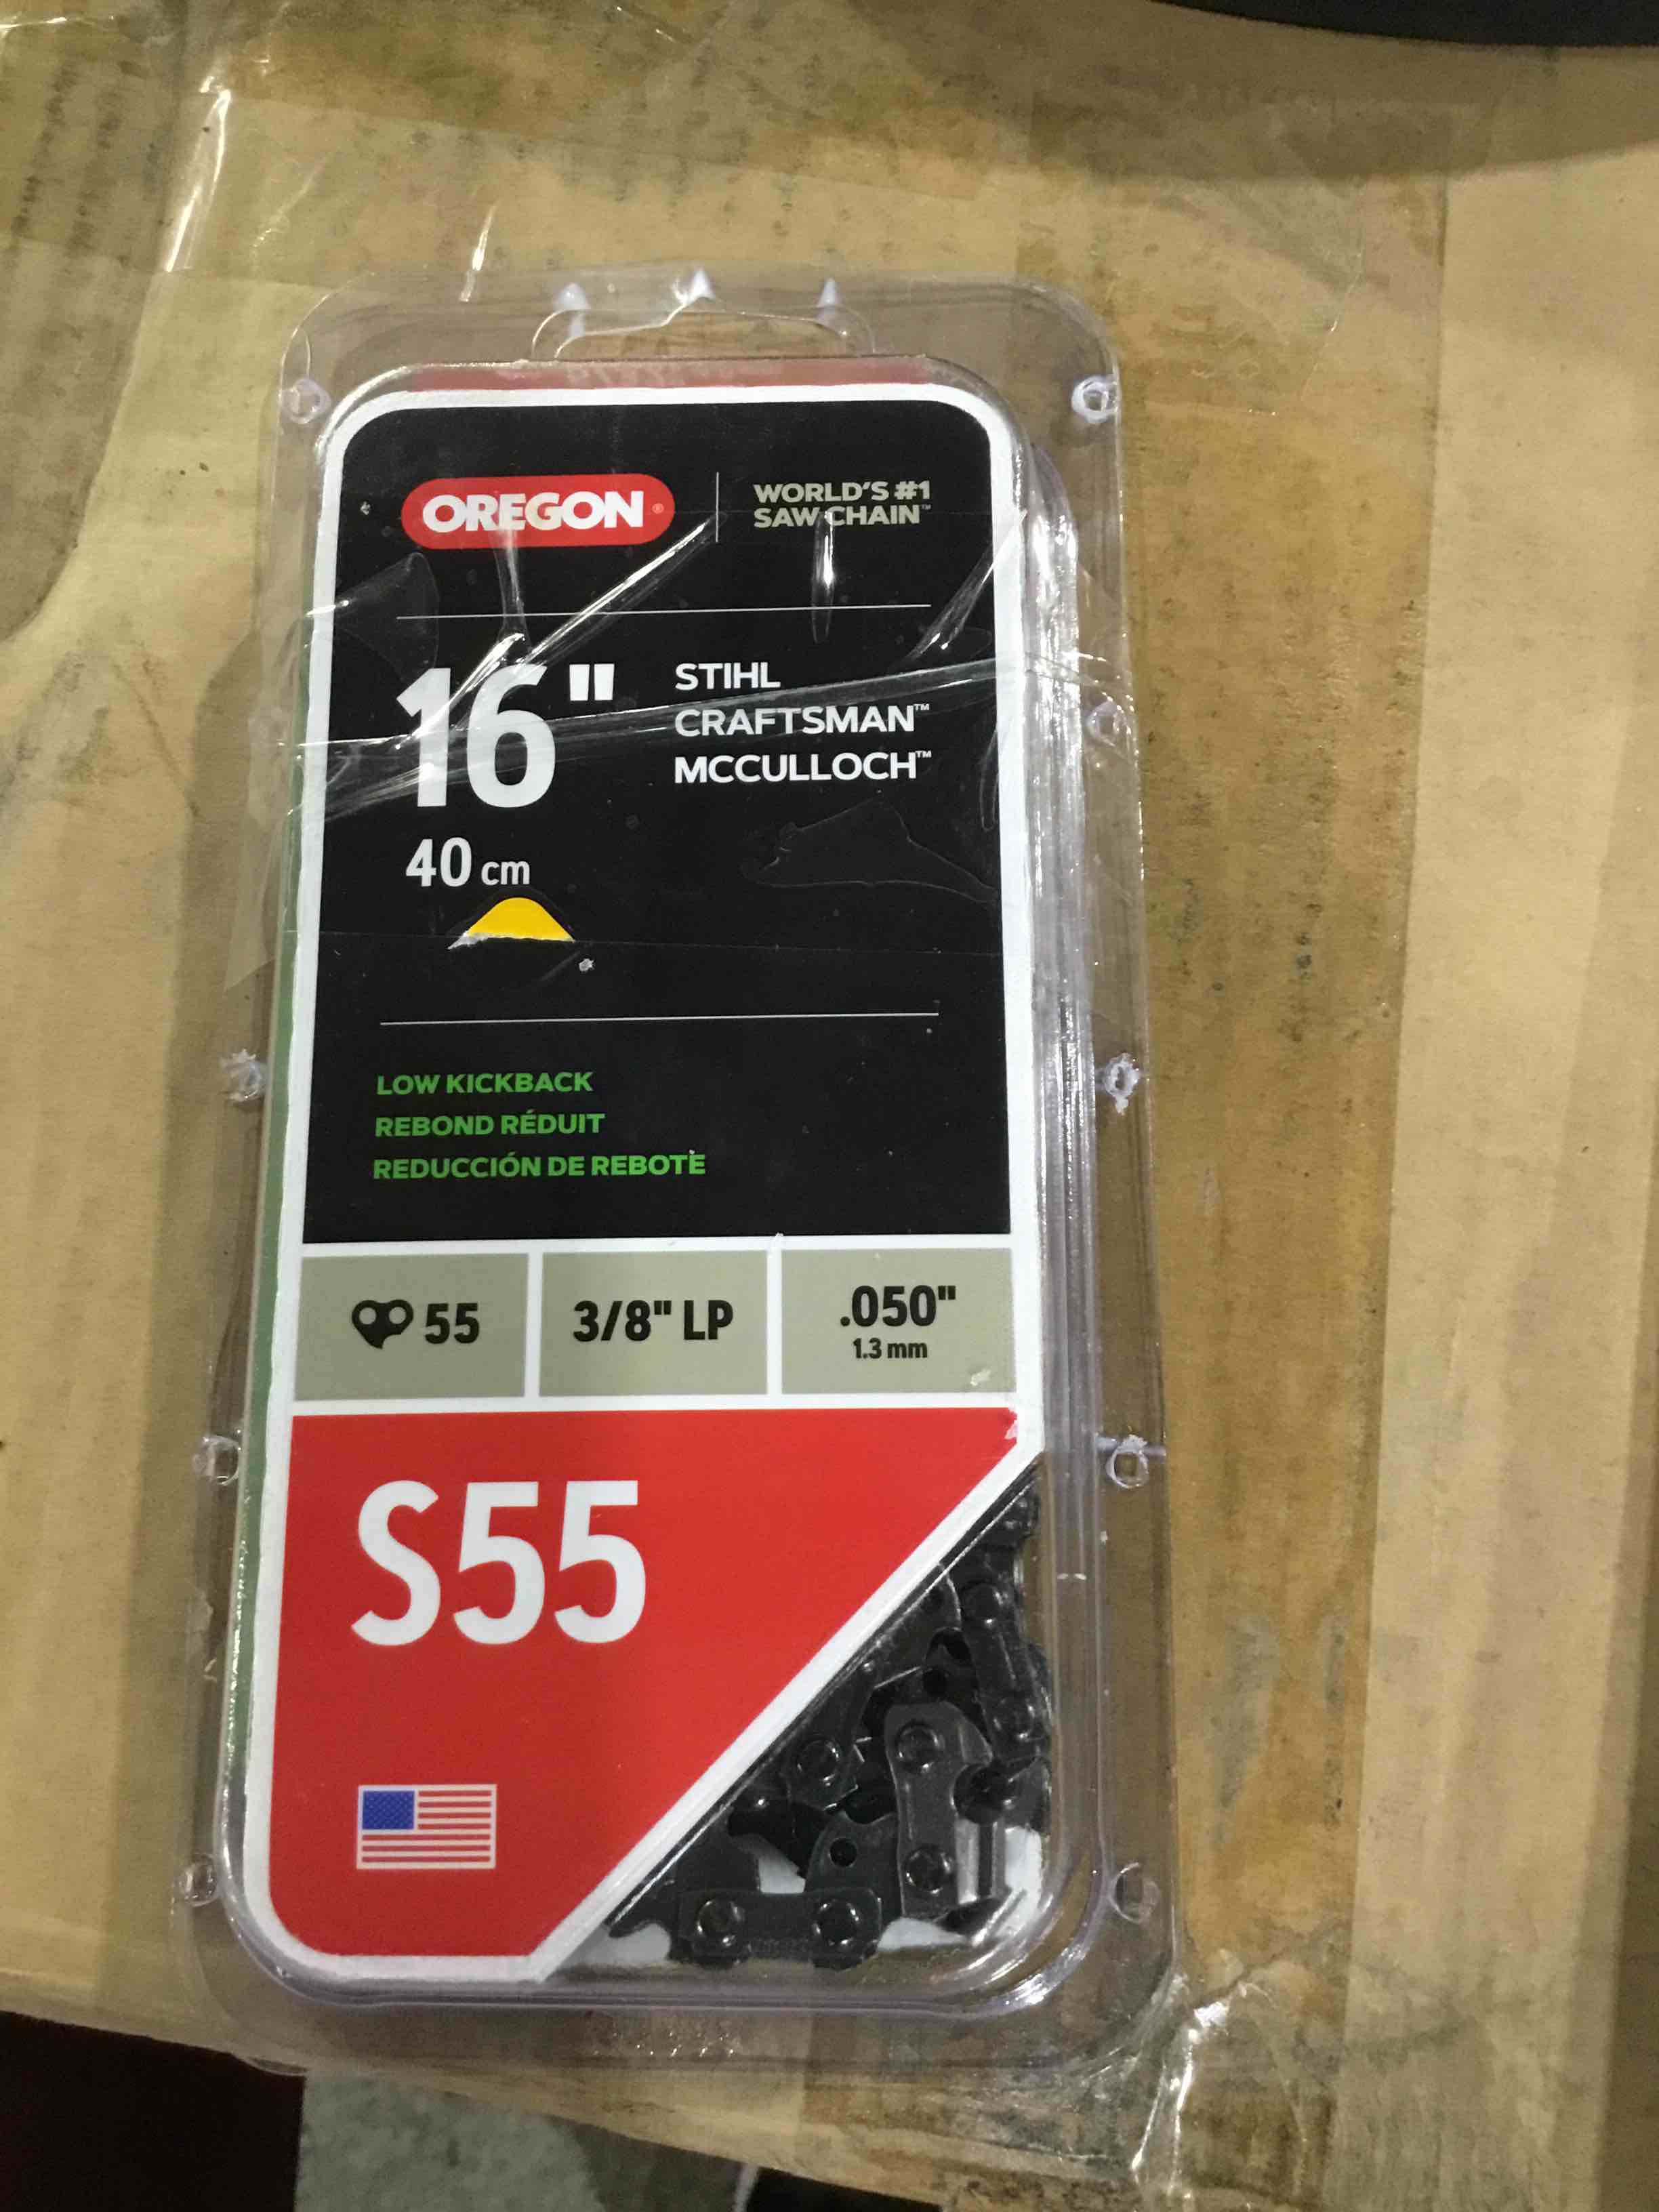 OREGON®
WORLD'S #1
SAW CHAIN™
16"
40 cm
STIHL
CRAFTSMAN™
MCCULLOCH™
LOW KICKBACK
REBOND RÉDUIT
REDUCCIÓN DE REBOTE
55
3/8" LP
.050"
1.3 mm
S55